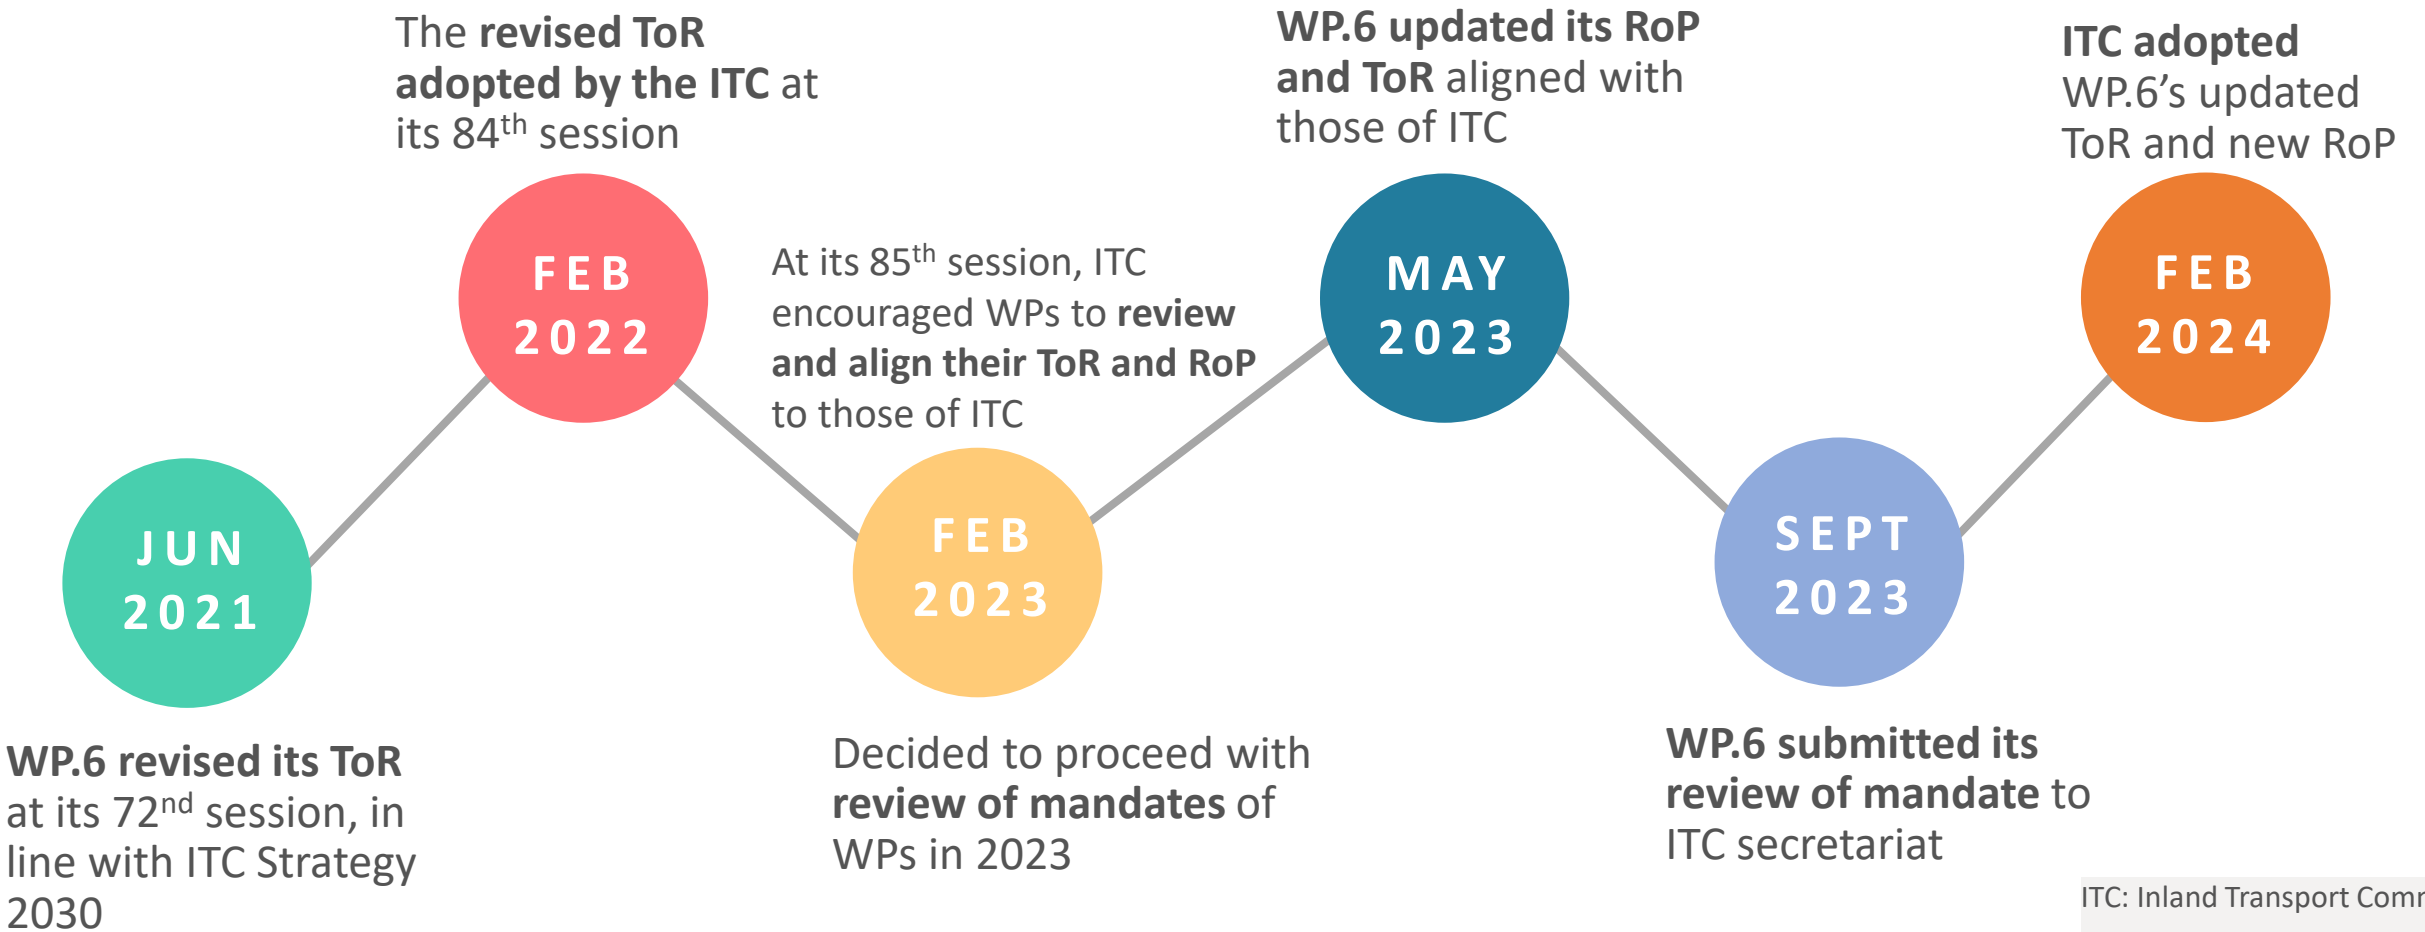 JUN
2021
WP.6 revised its ToR
at its 72nd session, in
line with ITC Strategy
2030
The revised ToR
adopted by the ITC at
its 84th session
FEB
2022
At its 85th session, ITC
encouraged WPs to review
and align their ToR and RoP
to those of ITC
FEB
2023
Decided to proceed with
review of mandates of
WPs in 2023
WP.6 updated its RoP
and ToR aligned with
those of ITC
MAY
2023
SEPT
2023
WP.6 submitted its
review of mandate to
ITC secretariat
ITC adopted
WP.6’s updated
ToR and new RoP
FEB
2024
ITC: Inland Transport